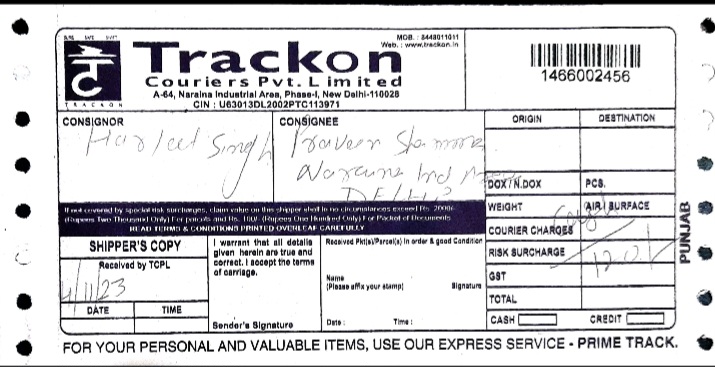 SURE SAFE SWIFT
TRACKON
Trackon
Couriers Pvt. Limited
MOB. : 8448011011
Web. : www.trackon.in
A-64, Naraina Industrial Area, Phase-I, New Delhi-110028
CIN : U63013DL2002PTC113971
1466002456
CONSIGNOR
Singh
CONSIGNEE
Praveen Sharma
Naraina Ind
ORIGIN
DESTINATION
DOX / N.DOX
PCS.
WEIGHT
AIR / SURFACE
COURIER CHARGES
RISK SURCHARGE
120/
GST
TOTAL
CASH
CREDIT
PUNJAB
If not covered by special risk surcharges, claim value on this shipper shall in no circumstances exceed Rs. 2000/-
(Rupees Two Thousand Only) For parcels and Rs. 100/- (Rupees One Hundred Only) For Packet of Documents
READ TERMS & CONDITIONS PRINTED OVERLEAF CAREFULLY
SHIPPER'S COPY
Received by TCPL
4/11/23
DATE
TIME
I warrant that all details
given herein are true and
correct. I accept the terms
of carriage.
Sender's Signature
Received Pkt(s)/Parcel(s) in order & good Condition
Name
(Please affix your stamp)
Signature
Date :
Time :
FOR YOUR PERSONAL AND VALUABLE ITEMS, USE OUR EXPRESS SERVICE - PRIME TRACK.